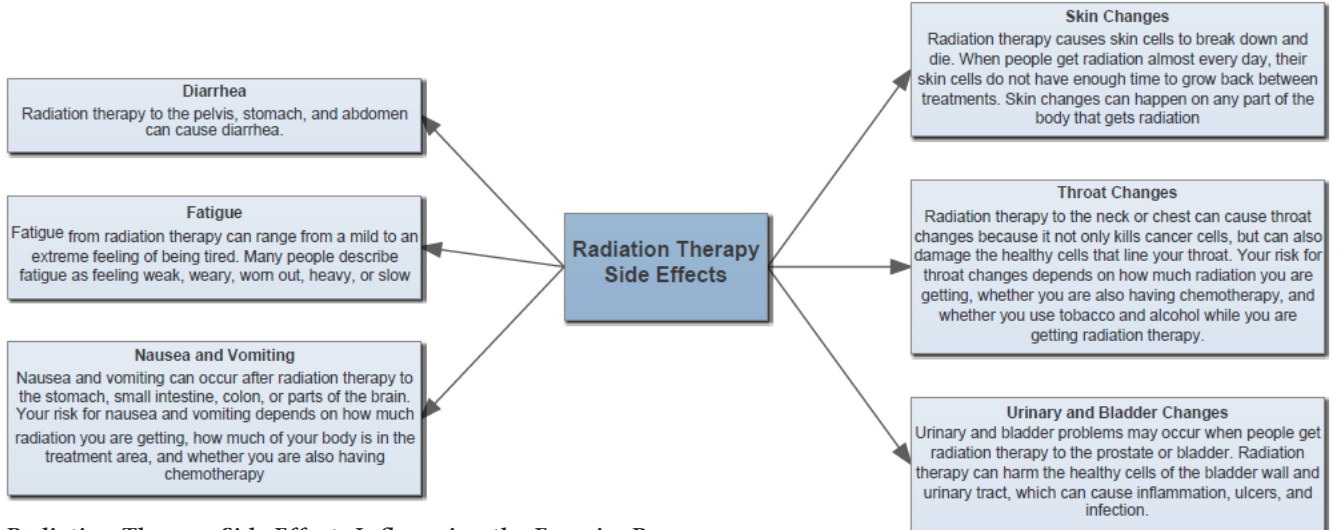 Radiation Therapy
Side Effects
Diarrhea
Radiation therapy to the pelvis, stomach, and abdomen
can cause diarrhea.
Fatigue
Fatigue from radiation therapy can range from a mild to an
extreme feeling of being tired. Many people describe
fatigue as feeling weak, weary, worn out, heavy, or slow
Nausea and Vomiting
Nausea and vomiting can occur after radiation therapy to
the stomach, small intestine, colon, or parts of the brain.
Your risk for nausea and vomiting depends on how much
radiation you are getting, how much of your body is in the
treatment area, and whether you are also having
chemotherapy
Skin Changes
Radiation therapy causes skin cells to break down and
die. When people get radiation almost every day, their
skin cells do not have enough time to grow back between
treatments. Skin changes can happen on any part of the
body that gets radiation
Throat Changes
Radiation therapy to the neck or chest can cause throat
changes because it not only kills cancer cells, but can also
damage the healthy cells that line your throat. Your risk for
throat changes depends on how much radiation you are
getting, whether you are also having chemotherapy, and
whether you use tobacco and alcohol while you are
getting radiation therapy.
Urinary and Bladder Changes
Urinary and bladder problems may occur when people get
radiation therapy to the prostate or bladder. Radiation
therapy can harm the healthy cells of the bladder wall and
urinary tract, which can cause inflammation, ulcers, and
infection.